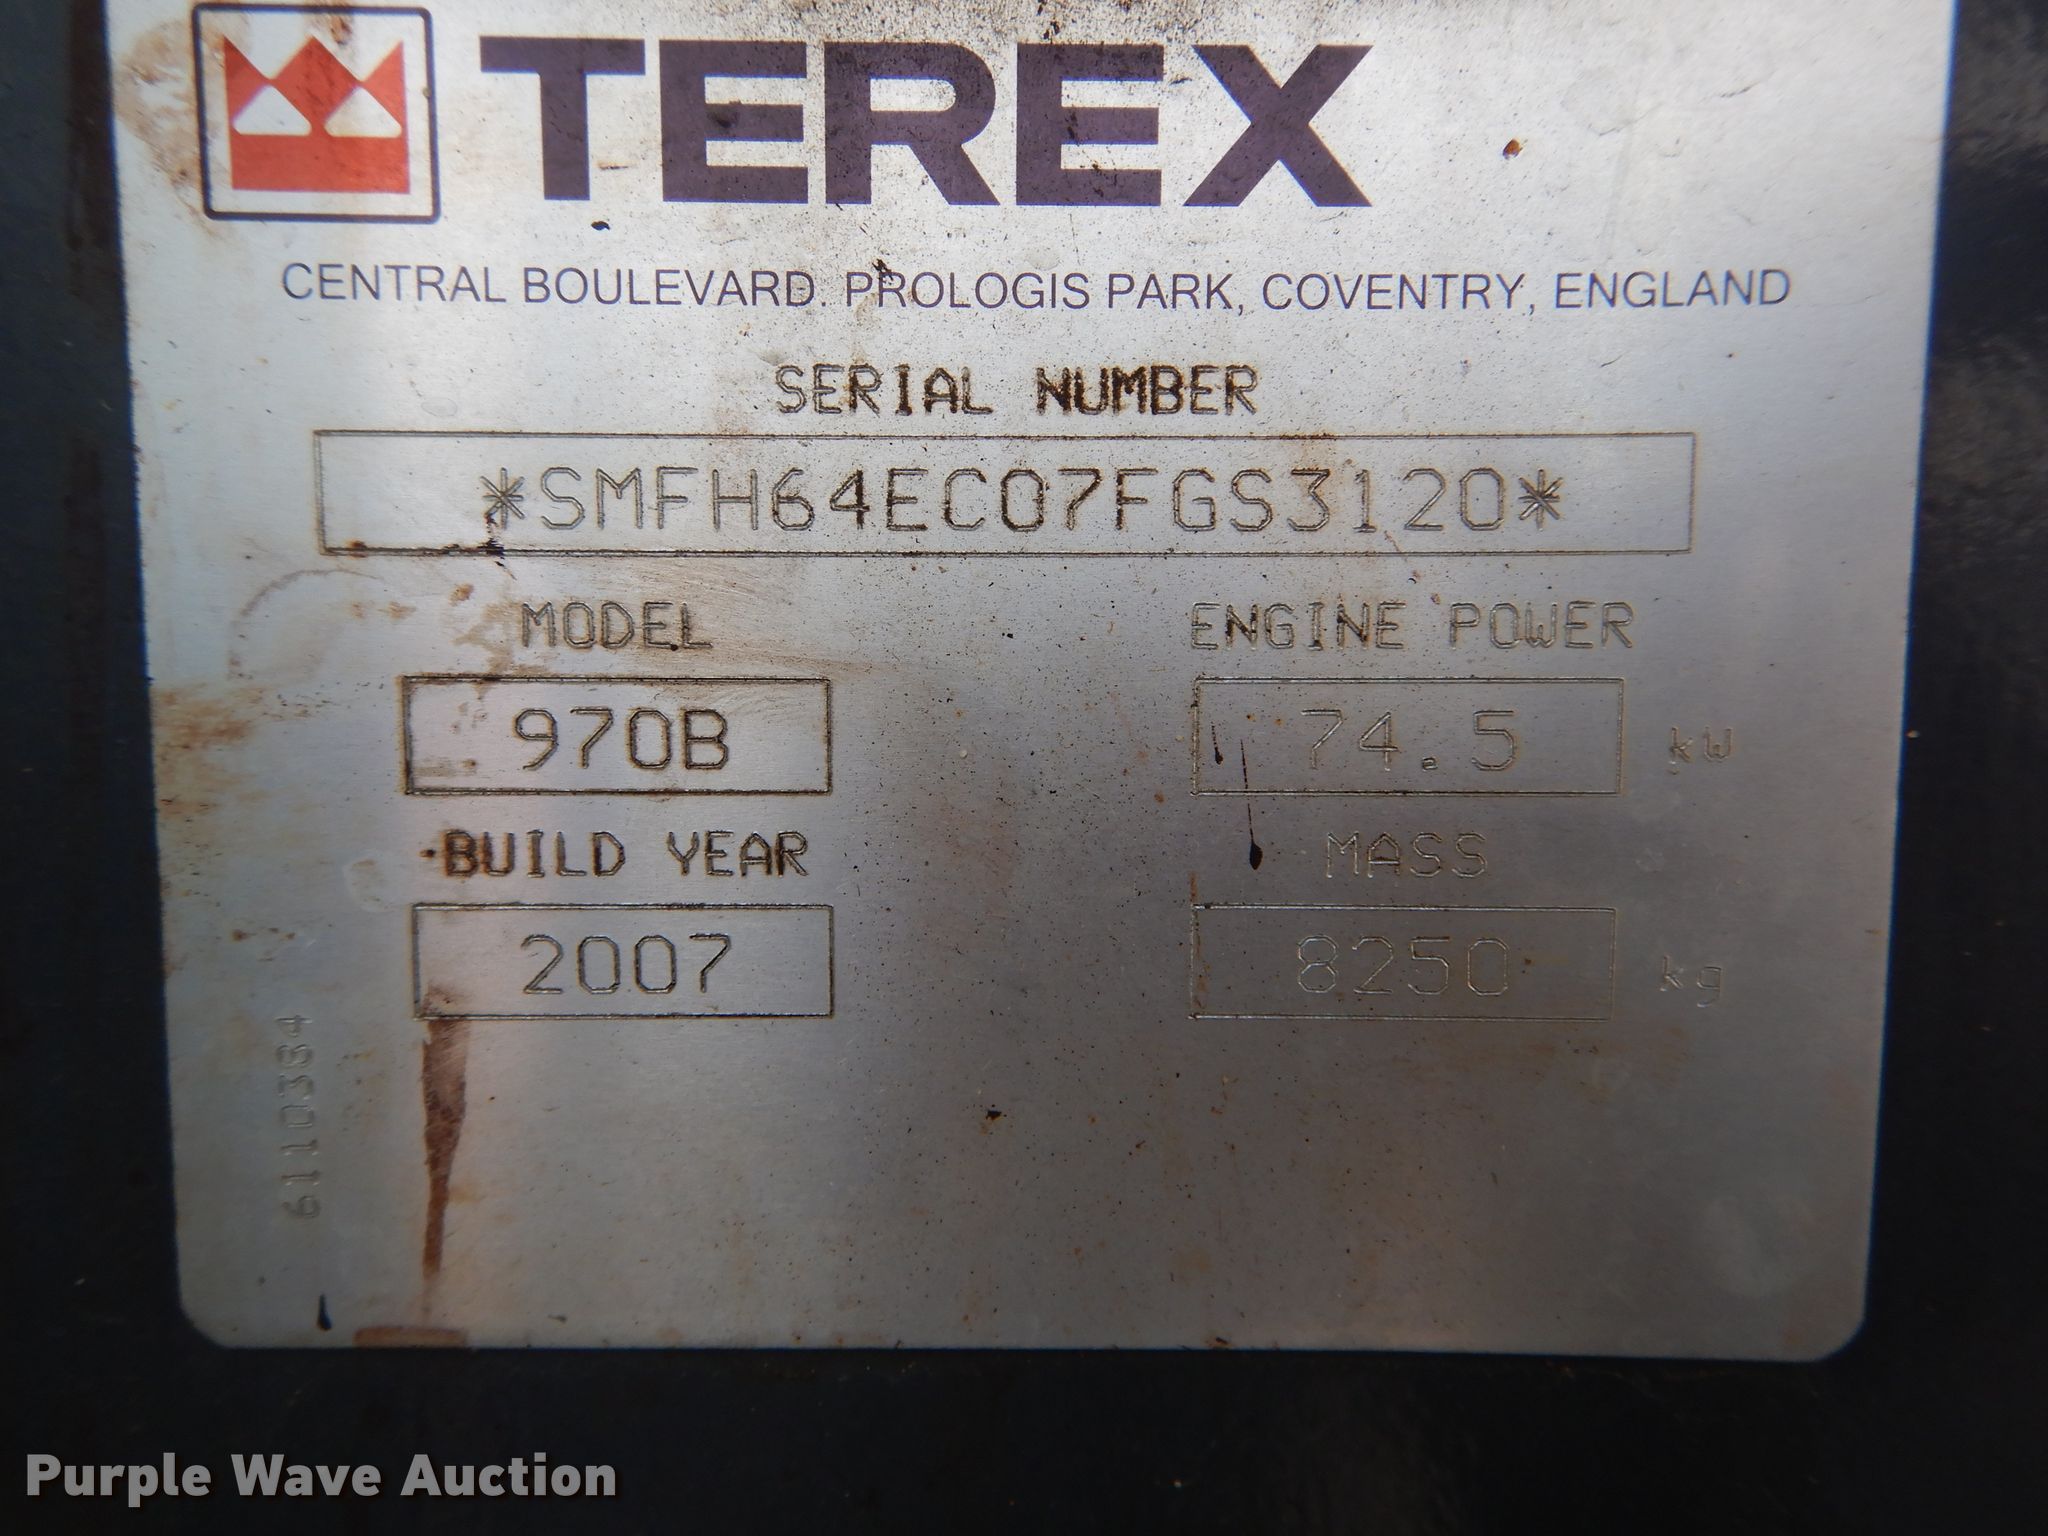 TEREX
CENTRAL BOULEVARD. PROLOGIS PARK, COVENTRY, ENGLAND
SERIAL NUMBER
*SMFH64EC07FGS3120*
MODEL
970B
ENGINE POWER
74.5 kW
BUILD YEAR
2007
MASS
8250 kg
6110384
Purple Wave Auction